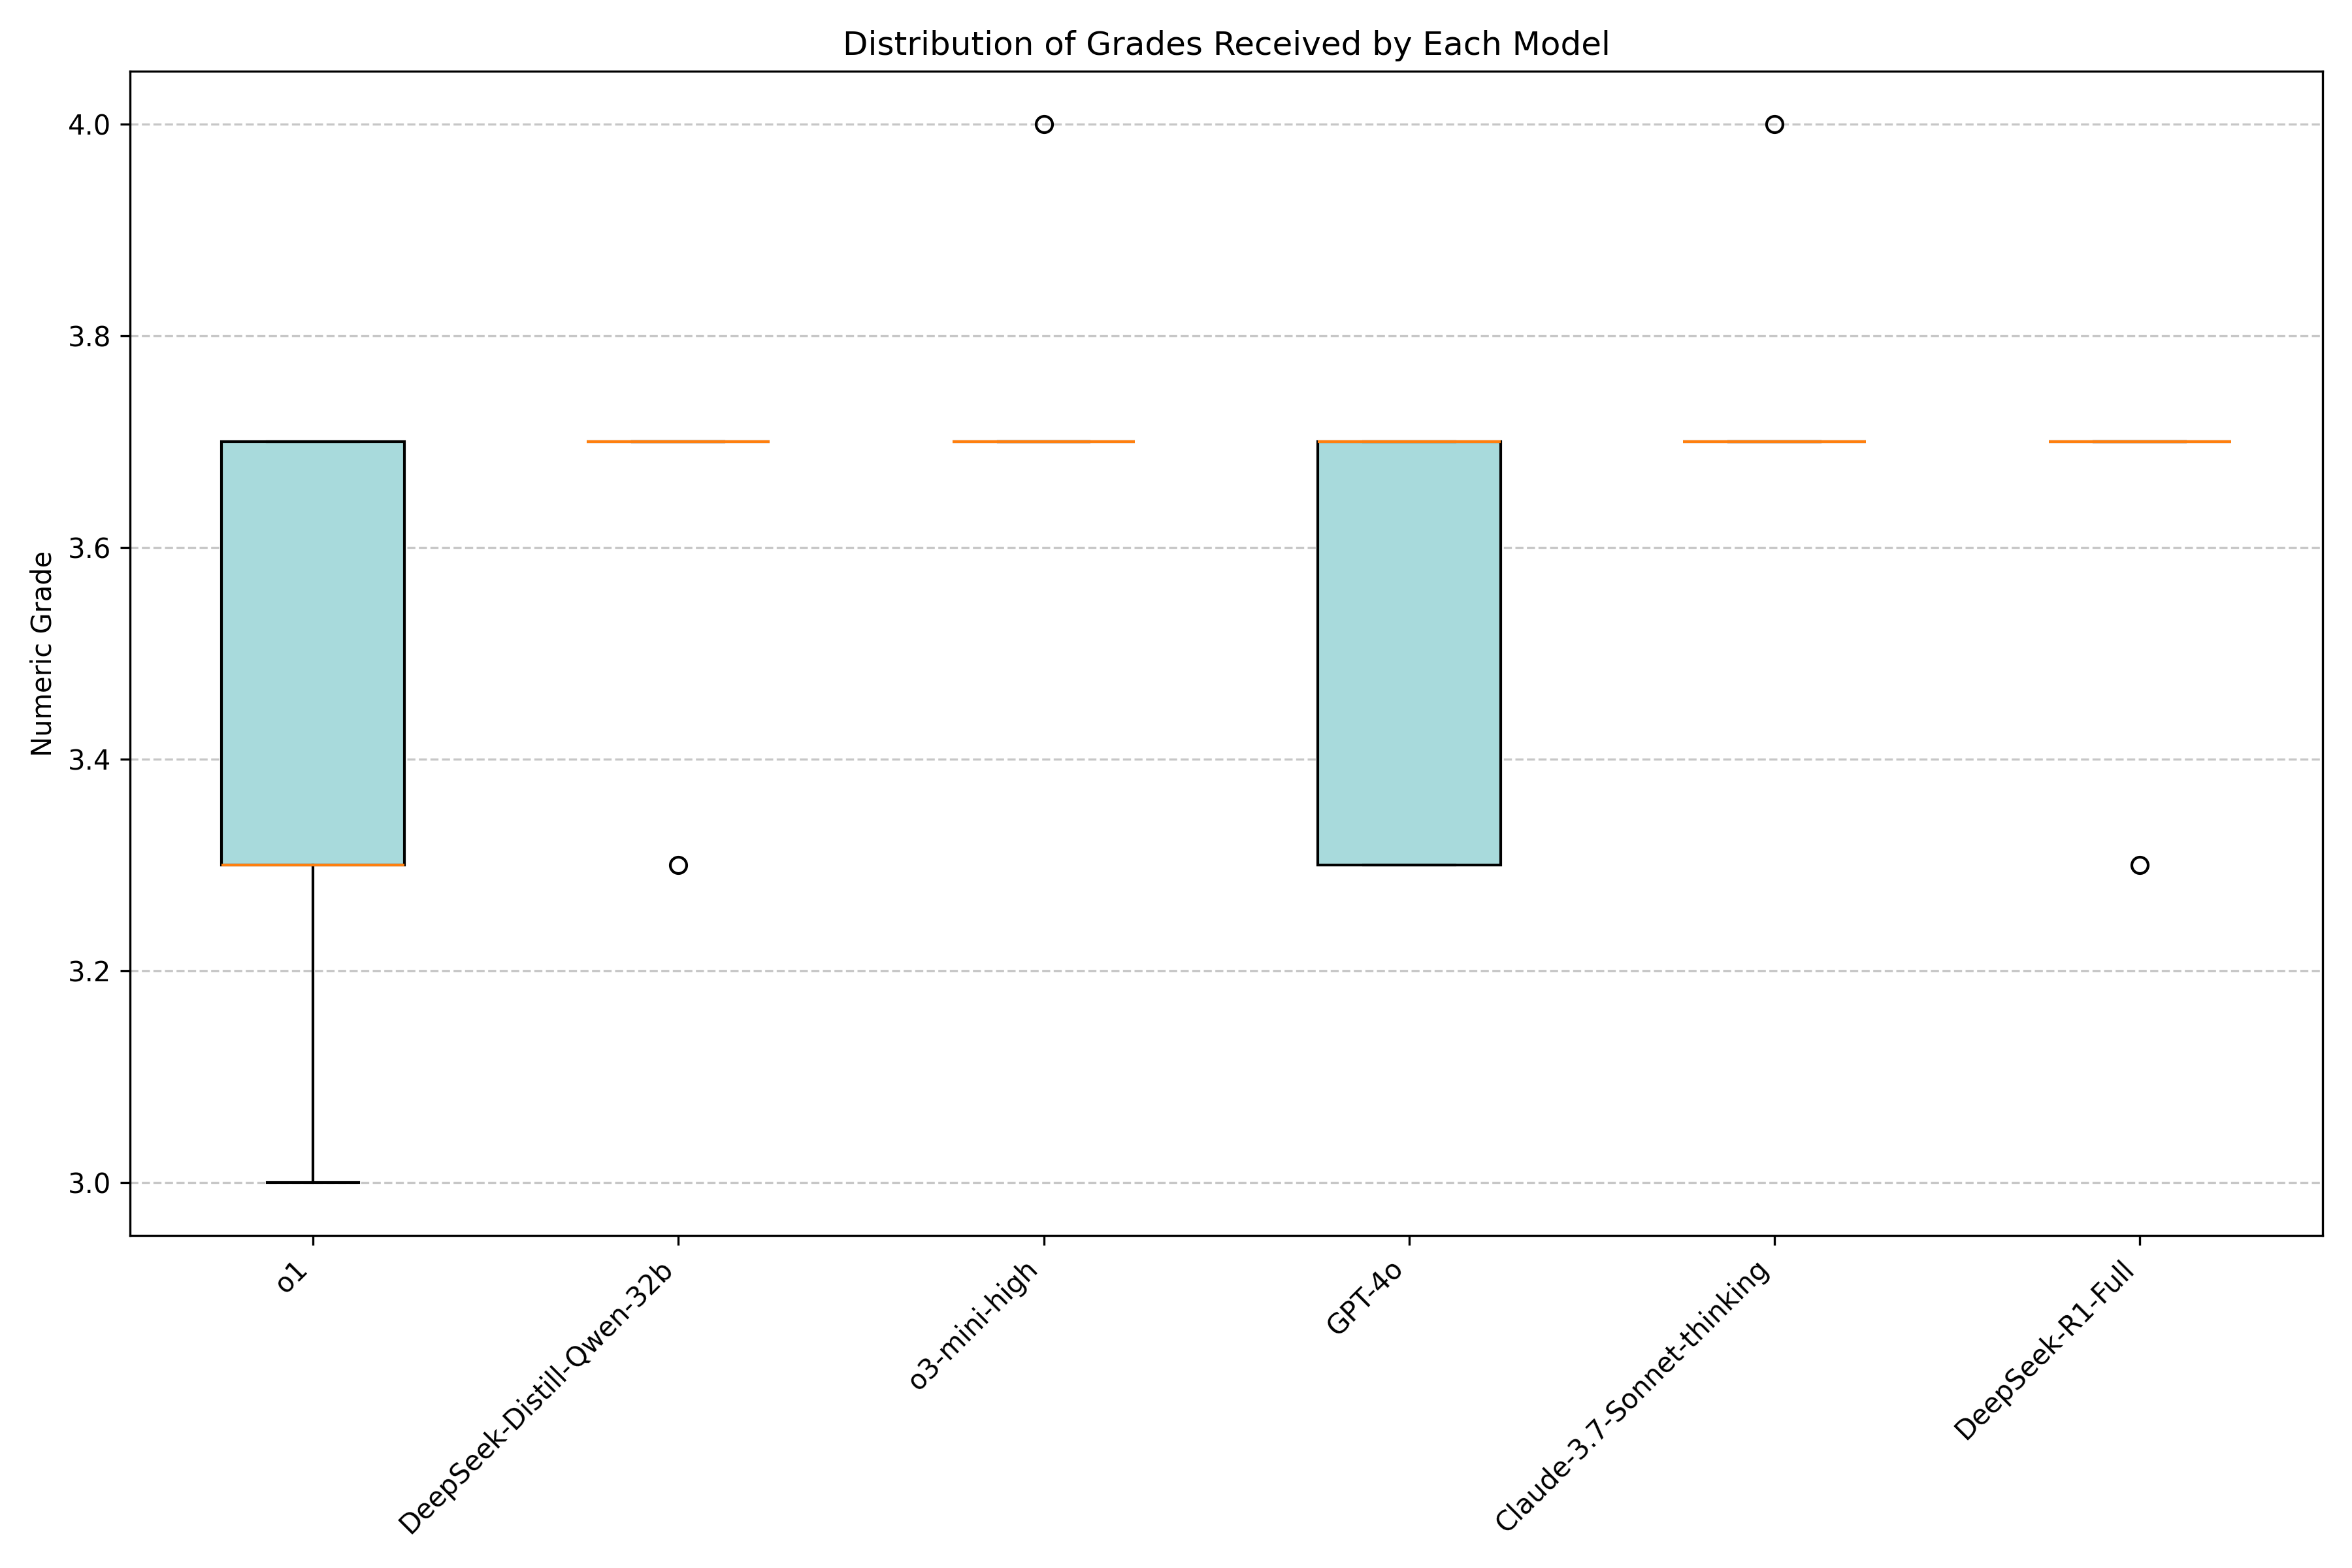 Distribution of Grades Received by Each Model
Numeric Grade
4.0
3.8
3.6
3.4
3.2
3.0
o1
DeepSeek-Distill-Qwen-32b
o3-mini-high
GPT-4o
Claude-3.7-Sonnet-thinking
DeepSeek-R1-Full